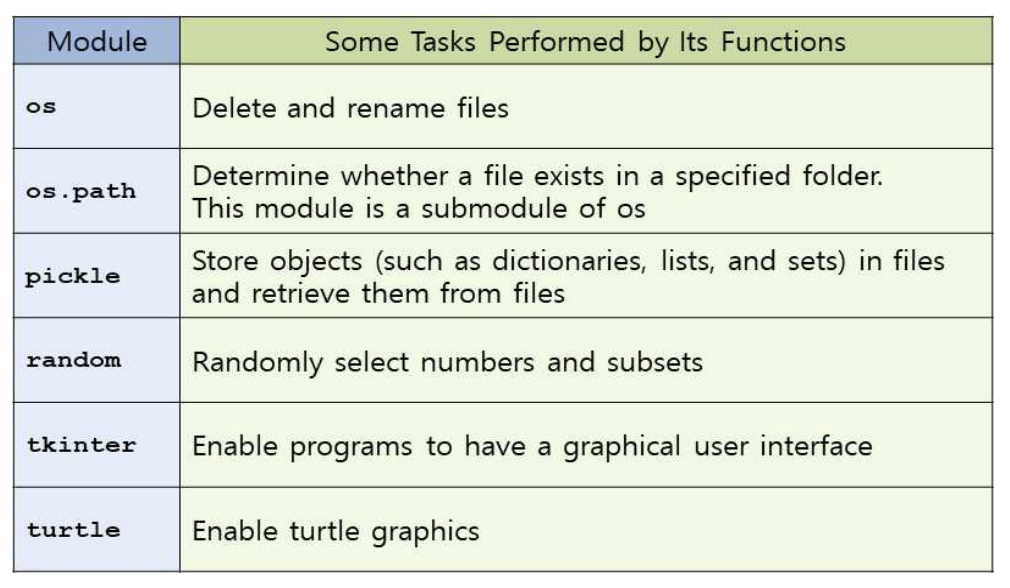 Module Some Tasks Performed by Its Functions
os Delete and rename files
os.path Determine whether a file exists in a specified folder.
This module is a submodule of os
pickle Store objects (such as dictionaries, lists, and sets) in files
and retrieve them from files
random Randomly select numbers and subsets
tkinter Enable programs to have a graphical user interface
turtle Enable turtle graphics